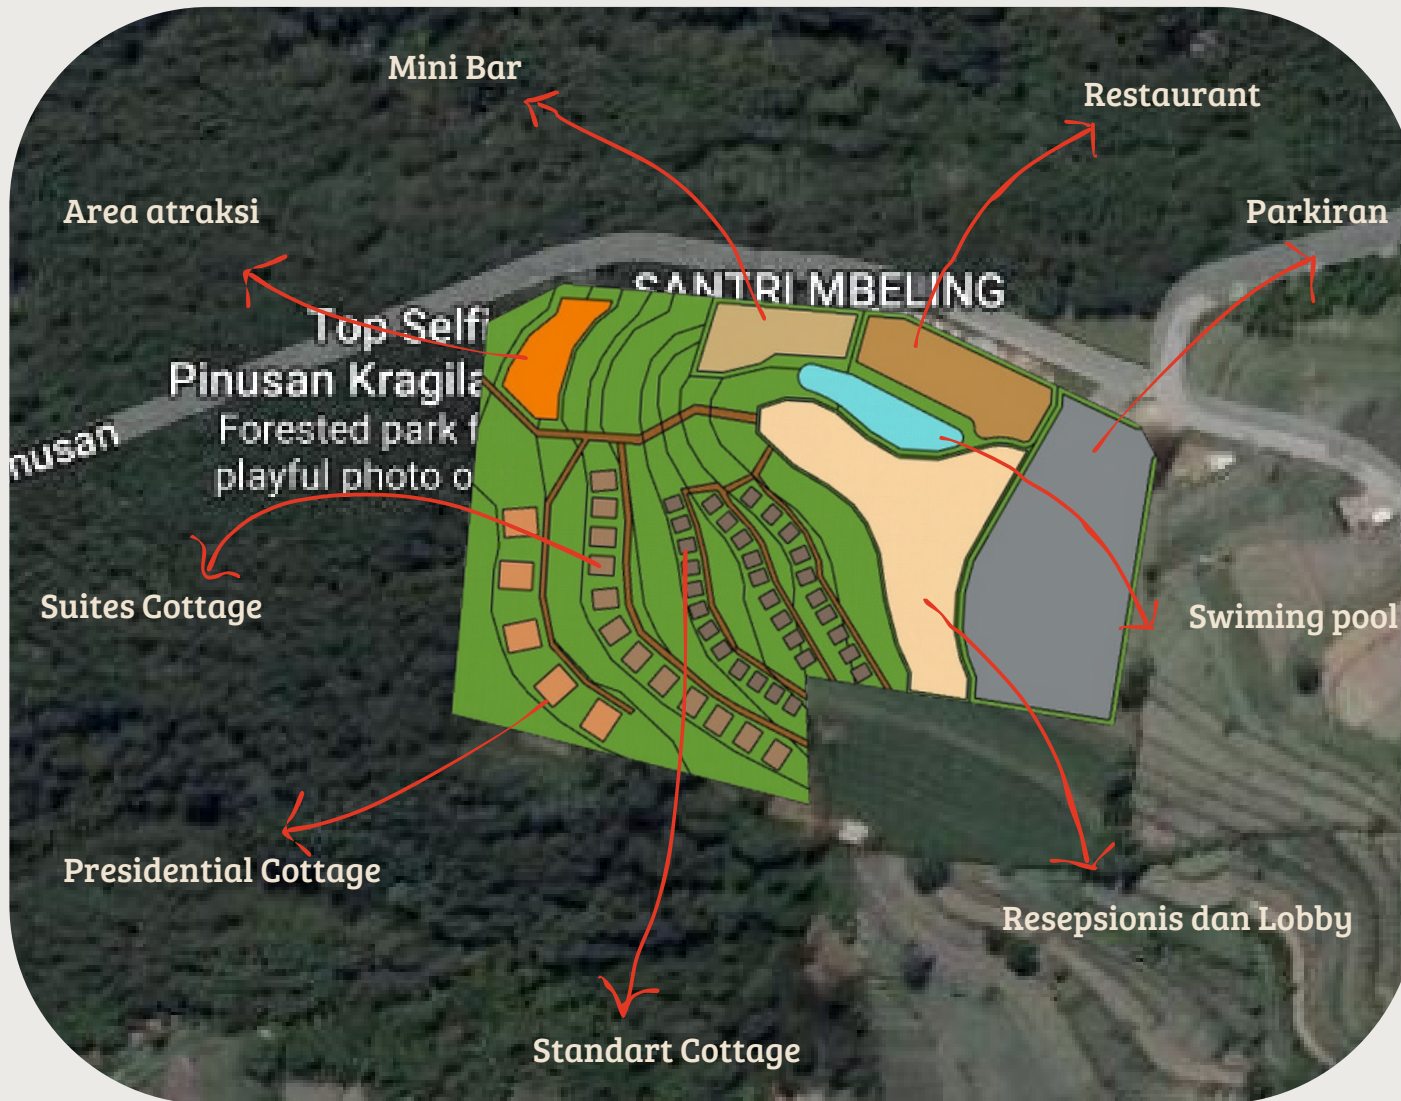 Mini Bar
Restaurant
Area atraksi
Parkiran
SANTRI MBELING
Top Selfi
Pinusan Kragila
Forested park f
playful photo o
nusan
Suites Cottage
Swiming pool
Presidential Cottage
Resepsionis dan Lobby
Standart Cottage